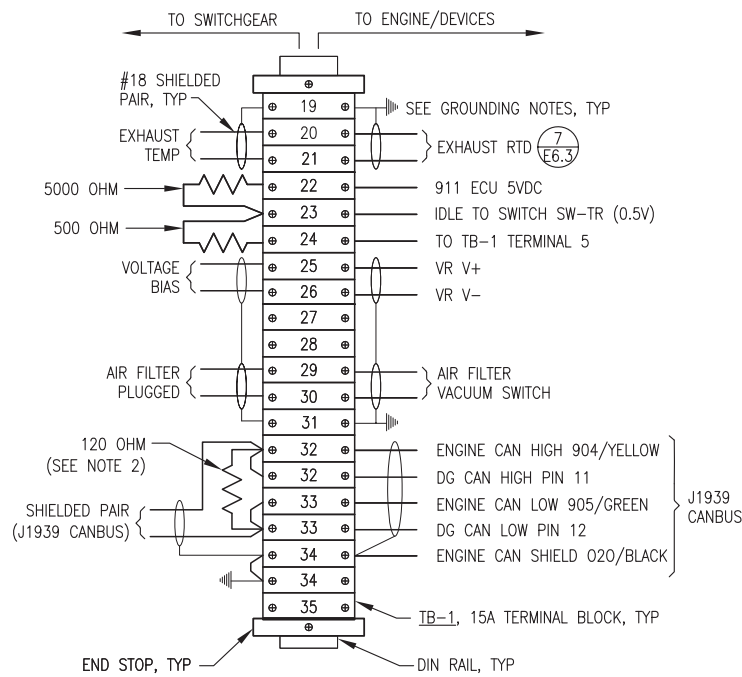 TO SWITCHGEAR
TO ENGINE/DEVICES
#18 SHIELDED
PAIR, TYP
19
SEE GROUNDING NOTES, TYP
EXHAUST
TEMP
20
21
EXHAUST RTD
7
E6.3
5000 OHM
22
911 ECU 5VDC
23
IDLE TO SWITCH SW-TR (0.5V)
500 OHM
24
TO TB-1 TERMINAL 5
VOLTAGE
BIAS
25
VR V+
26
VR V-
27
28
AIR FILTER
PLUGGED
29
30
AIR FILTER
VACUUM SWITCH
31
120 OHM
(SEE NOTE 2)
32
ENGINE CAN HIGH 904/YELLOW
32
DG CAN HIGH PIN 11
SHIELDED PAIR
(J1939 CANBUS)
33
ENGINE CAN LOW 905/GREEN
33
DG CAN LOW PIN 12
34
ENGINE CAN SHIELD O20/BLACK
J1939
CANBUS
34
35
TB-1, 15A TERMINAL BLOCK, TYP
END STOP, TYP
DIN RAIL, TYP